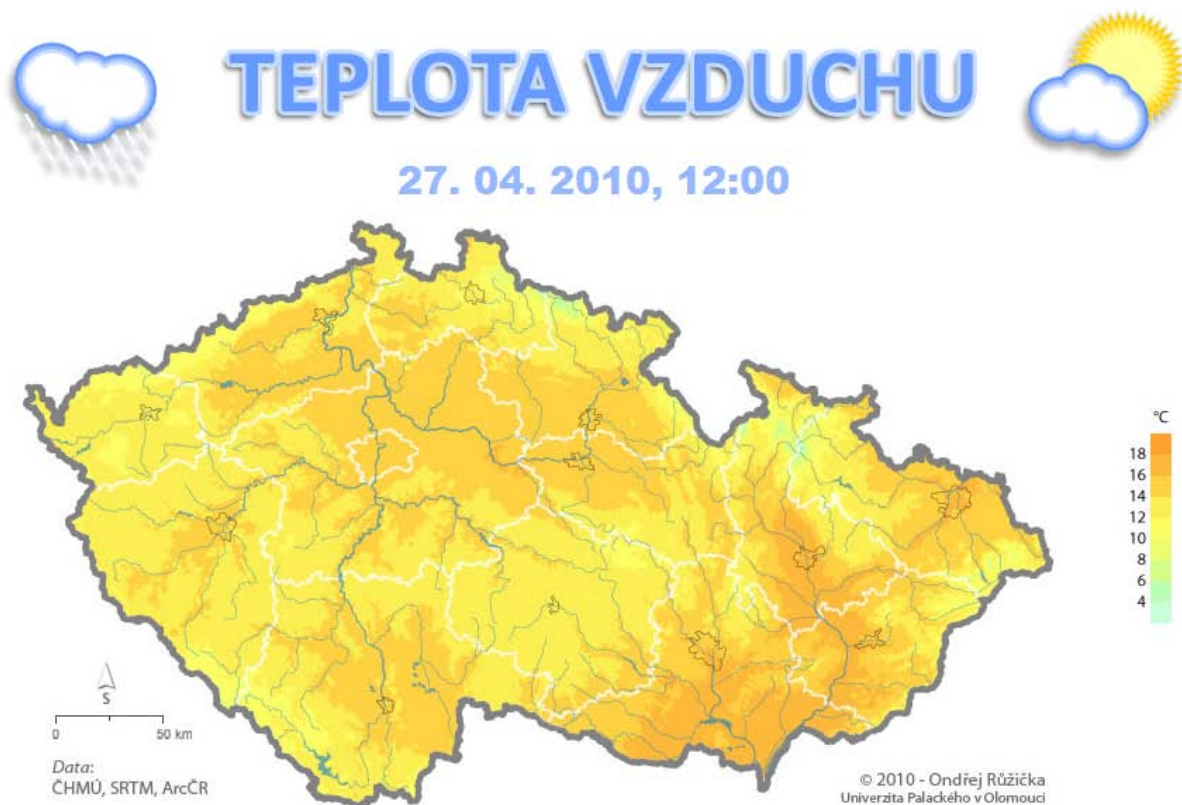 TEPLOTA VZDUCHU
27. 04. 2010, 12:00
°C
18
16
14
12
10
8
6
4
S
0 50 km
Data:
ČHMÚ, SRTM, ArcČR
© 2010 - Ondřej Růžička
Univerzita Palackého v Olomouci